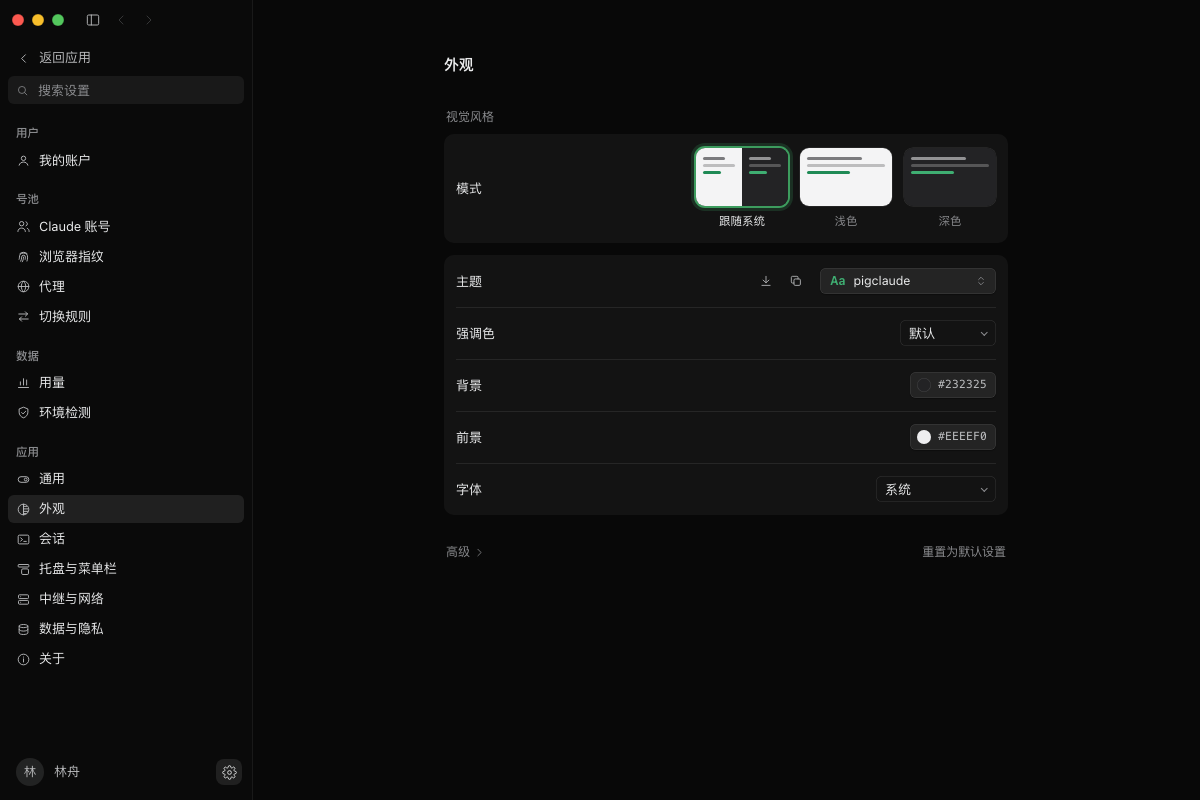 返回应用
搜索设置
用户
我的账户
号池
Claude 账号
浏览器指纹
代理
切换规则
数据
用量
环境检测
应用
通用
外观
会话
托盘与菜单栏
中继与网络
数据与隐私
关于
林
林舟
外观
视觉风格
模式
跟随系统
浅色
深色
主题
Aa pigclaude
强调色
默认
背景
#232325
前景
#EEEEF0
字体
系统
高级
重置为默认设置